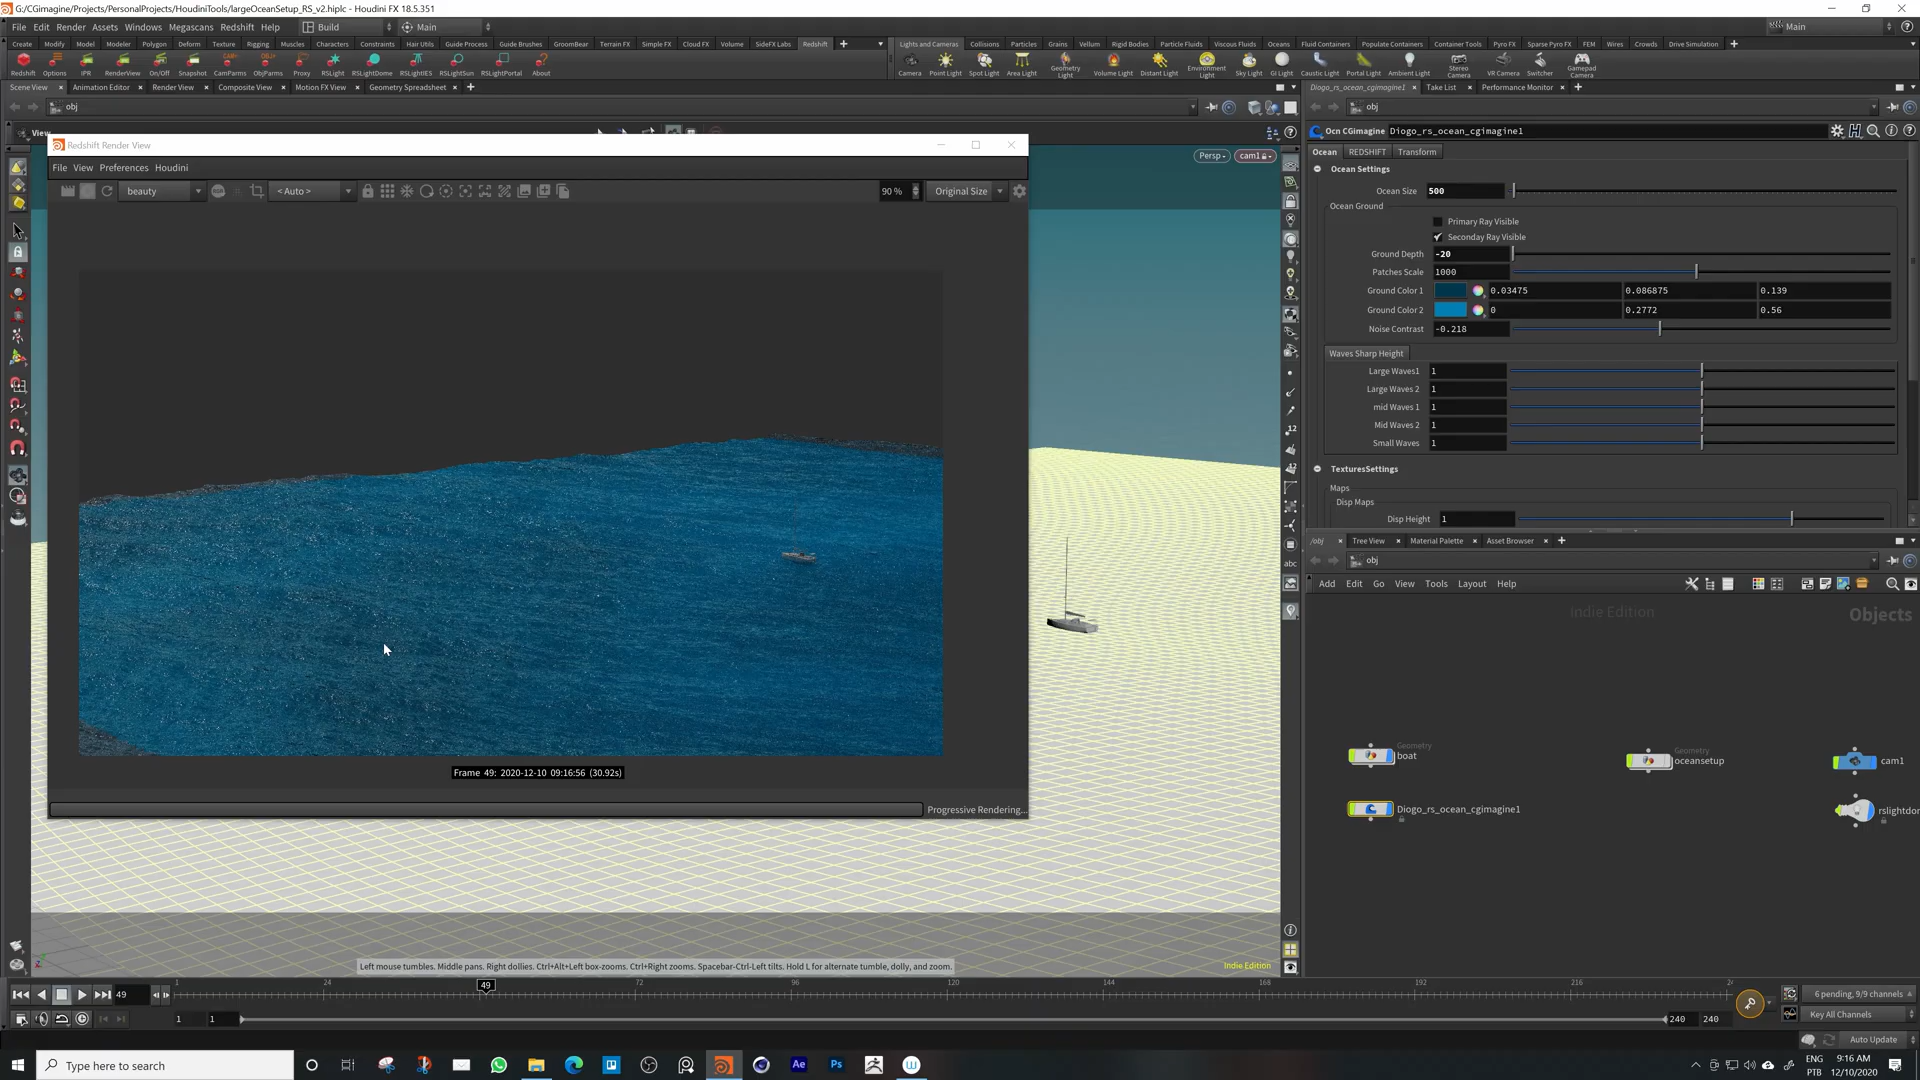 G:/CGimagine/Projects/PersonalProjects/HoudiniTools/largeOceanSetup_RS_v2.hiplc - Houdini FX 18.5.351
File Edit Render Assets Windows Megascans Redshift Help Build Main Main
Create Modify Model Modeler Polygon Deform Texture Rigging Muscles Characters Constraints Hair Utils Guide Process Guide Brushes GroomBear Terrain FX Simple FX Cloud FX Volume SideFX Labs Redshift
Lights and Cameras Collisions Particles Grains Vellum Rigid Bodies Particle Fluids Viscous Fluids Oceans Fluid Containers Populate Containers Container Tools Pyro FX Sparse Pyro FX FEM Wires Crowds Drive Simulation
Redshift Options IPR RenderView On/Off Snapshot CamParms ObjParms Proxy RSLight RSLightDome RSLightIES RSLightSun RSLightPortal About
Camera Point Light Spot Light Area Light Geometry Light Volume Light Distant Light Environment Light Sky Light GI Light Caustic Light Portal Light Ambient Light Stereo Camera VR Camera Switcher Gamepad Camera
Scene View Animation Editor Render View Composite View Motion FX View Geometry Spreadsheet
Diogo_rs_ocean_cgimagine1 Take List Performance Monitor
obj
obj
View
Persp cam1
Redshift Render View
File View Preferences Houdini
beauty < Auto > 90 % Original Size
Frame 49: 2020-12-10 09:16:56 (30.92s)
Progressive Rendering...
Left mouse tumbles. Middle pans. Right dollies. Ctrl+Alt+Left box-zooms. Ctrl+Right zooms. Spacebar-Ctrl-Left tilts. Hold L for alternate tumble, dolly, and zoom.
Indie Edition
abc
Ocn CGimagine Diogo_rs_ocean_cgimagine1
Ocean REDSHIFT Transform
Ocean Settings
Ocean Size 500
Ocean Ground
Primary Ray Visible
Seconday Ray Visible
Ground Depth -20
Patches Scale 1000
Ground Color 1 0.03475 0.086875 0.139
Ground Color 2 0 0.2772 0.56
Noise Contrast -0.218
Waves Sharp Height
Large Waves1 1
Large Waves 2 1
mid Waves 1 1
Mid Waves 2 1
Small Waves 1
TexturesSettings
Maps
Disp Maps
Disp Height 1
/obj Tree View Material Palette Asset Browser
obj
Add Edit Go View Tools Layout Help
Indie Edition
Objects
Geometry
boat
Geometry
oceansetup
cam1
Diogo_rs_ocean_cgimagine1
rslightdor
49
1 24 49 72 96 120 144 168 192 216 24
1 1 240 240
6 pending, 9/9 channels
Key All Channels
Auto Update
Type here to search
Ae Ps
ENG
PTB
9:16 AM
12/10/2020